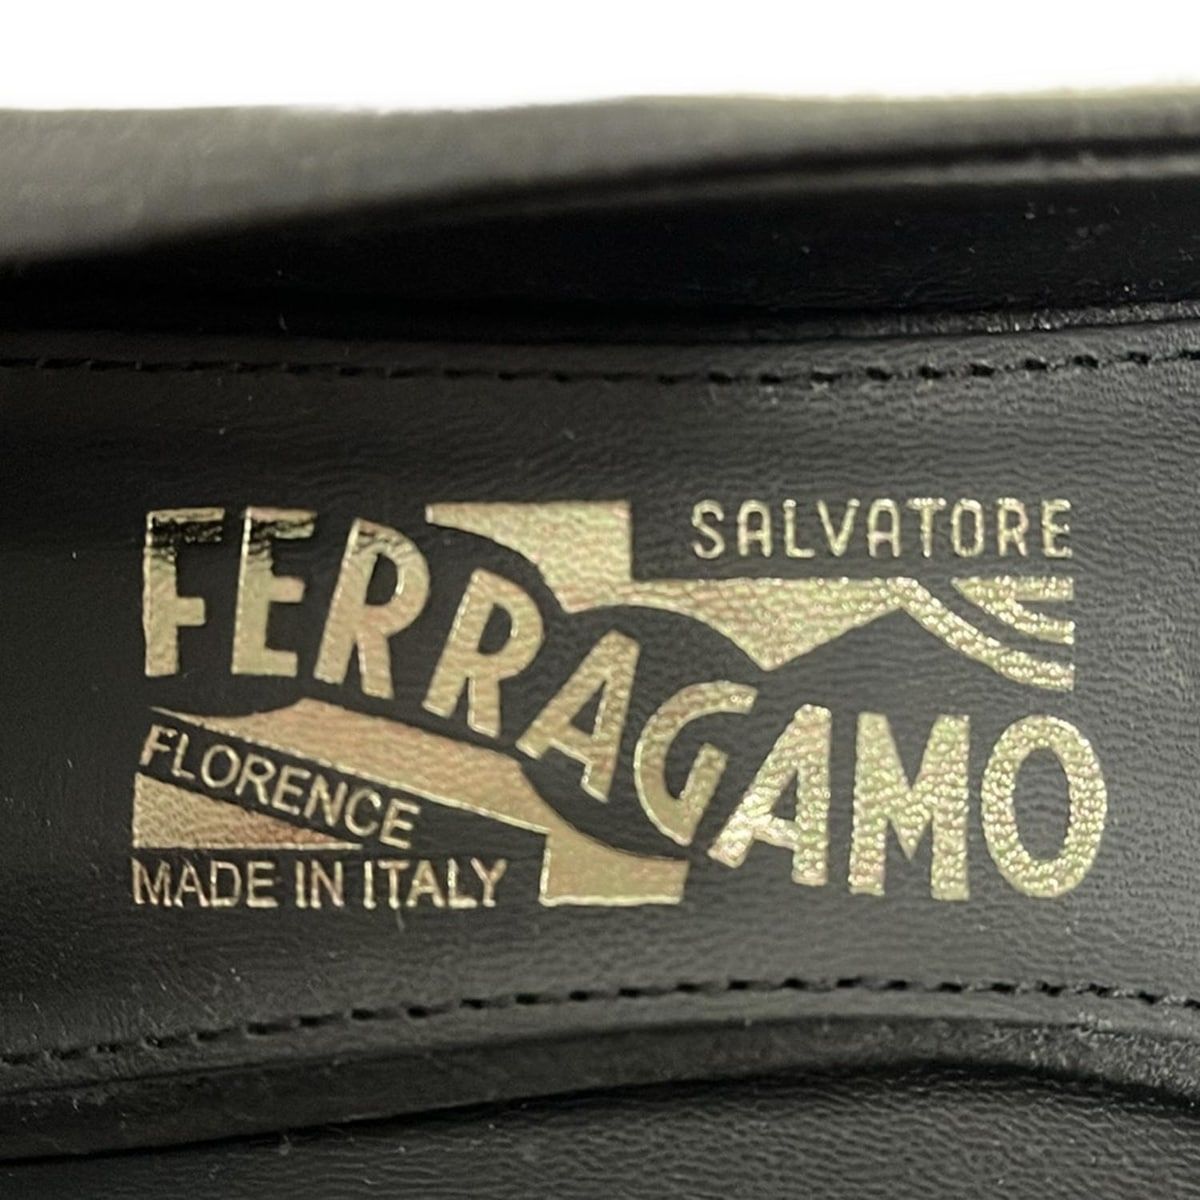 SALVATORE
FERRAGAMO
FLORENCE
MADE IN ITALY